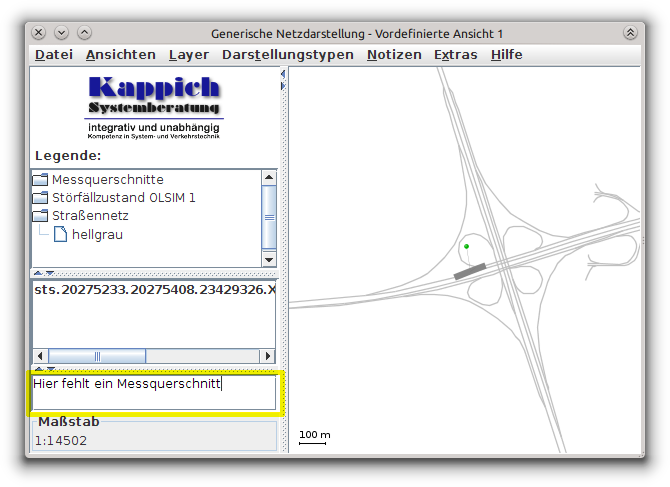 Generische Netzdarstellung - Vordefinierte Ansicht 1
Datei Ansichten Layer Darstellungstypen Notizen Extras Hilfe
Kappich
Systemberatung
integrativ und unabhängig
Kompetenz in System- und Verkehrstechnik
Legende:
Messquerschnitte
Störfällzustand OLSIM 1
Straßennetz
hellgrau
sts.20275233.20275408.23429326.X
Hier fehlt ein Messquerschnitt
Maßstab
1:14502
100 m